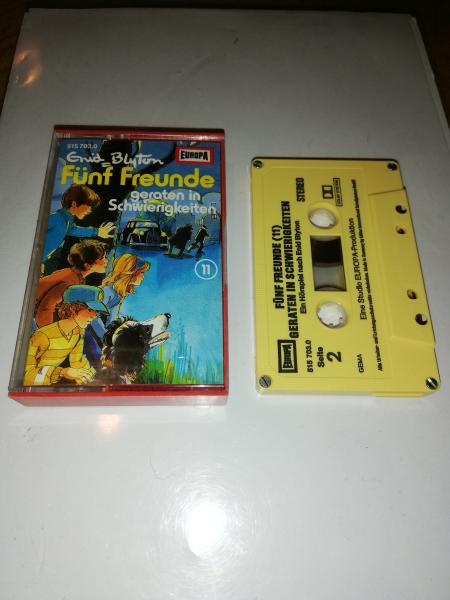 515 703.0
Enid Blyton
EUROPA
Fünf Freunde
geraten in
Schwierigkeiten
11
FÜNF FREUNDE (11)
GERATEN IN SCHWIERIGKEITEN
Ein Hörspiel nach Enid Blyton
STEREO
EUROPA
515 703.0
Seite
2
GEMA
Eine Studio EUROPA-Produktion